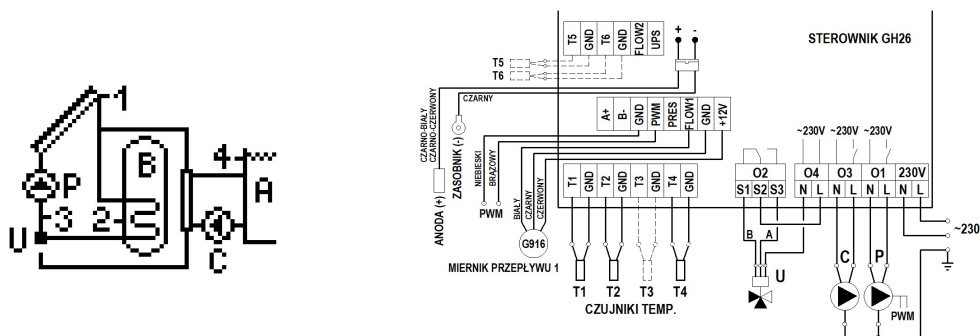 1
B
P
4
A
3
2
U
C
STEROWNIK GH26
+ -
T5 GND T6 GND FLOW2 UPS
T5
T6
CZARNO-BIAŁY
CZARNO-CZERWONY
CZARNY
ANODA (+)
ZASOBNIK (-)
A+ B- GND PWM PRES FLOW1 GND +12V
NIEBIESKI
BRĄZOWY
PWM
BIAŁY
CZARNY
CZERWONY
G916
MIERNIK PRZEPŁYWU 1
T1 GND T2 GND T3 GND T4 GND
T1 T2 T3 T4
CZUJNIKI TEMP.
~230V ~230V ~230V
O2 O4 O3 O1 230V
S1 S2 S3 N L N L N L N L
B A
U
C P
PWM
~230